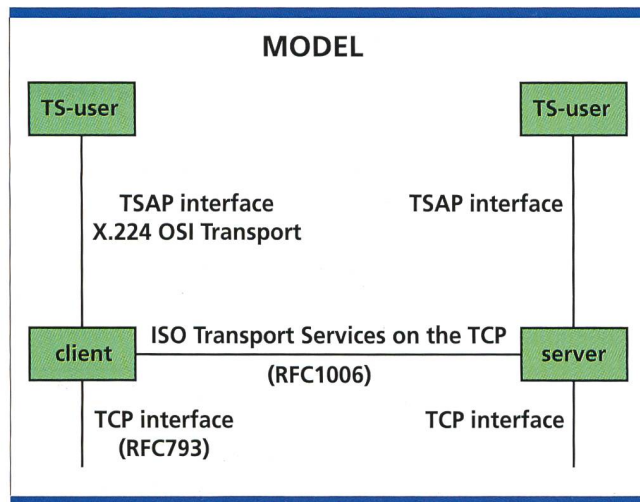 MODEL
TS-user
TS-user
TSAP interface
X.224 OSI Transport
TSAP interface
client
ISO Transport Services on the TCP
(RFC1006)
server
TCP interface
(RFC793)
TCP interface